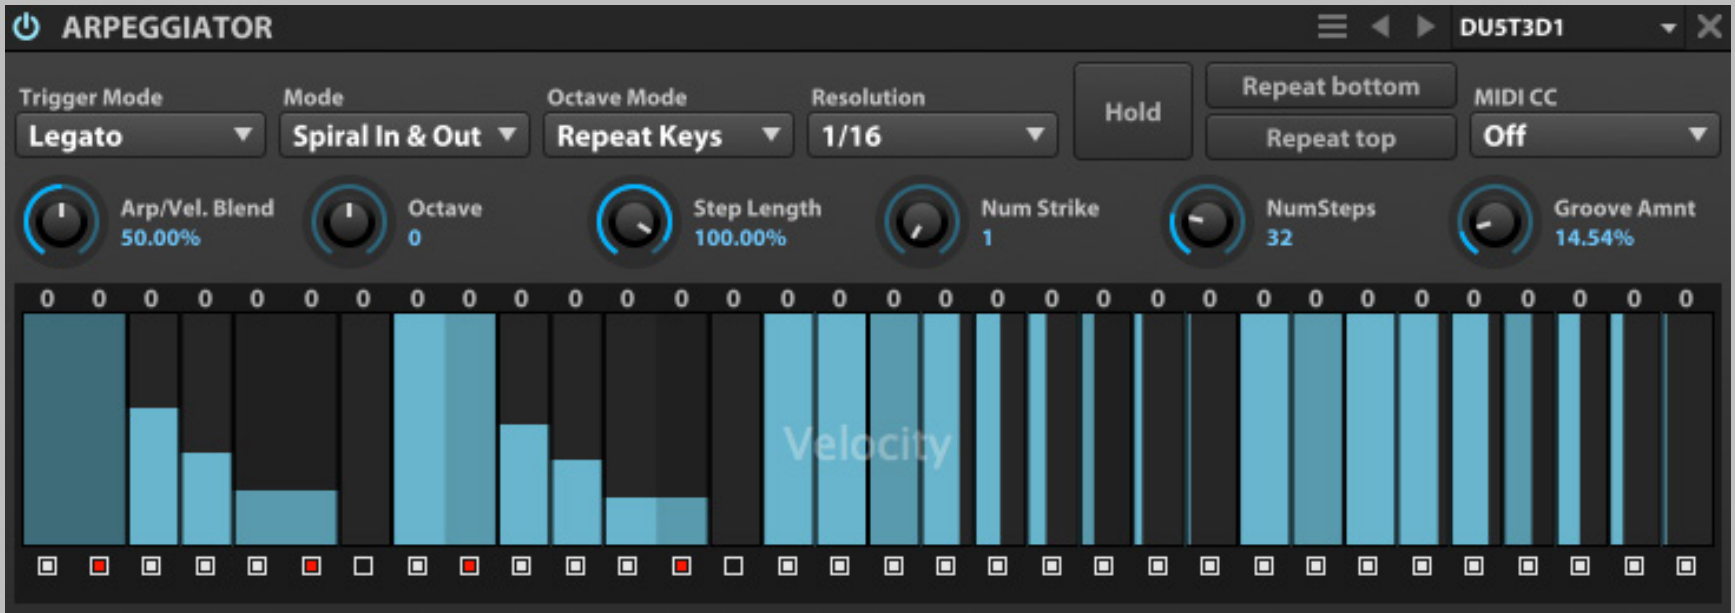 ARPEGGIATOR
DU5T3D1
Trigger Mode
Mode
Octave Mode
Resolution
Hold
Repeat bottom
MIDI CC
Legato
Spiral In & Out
Repeat Keys
1/16
Repeat top
Off
Arp/Vel. Blend
50.00%
Octave
0
Step Length
100.00%
Num Strike
1
NumSteps
32
Groove Amnt
14.54%
0 0 0 0 0 0 0 0 0 0 0 0 0 0 0 0 0 0 0 0 0 0 0 0 0 0 0 0 0 0 0 0
Velocity